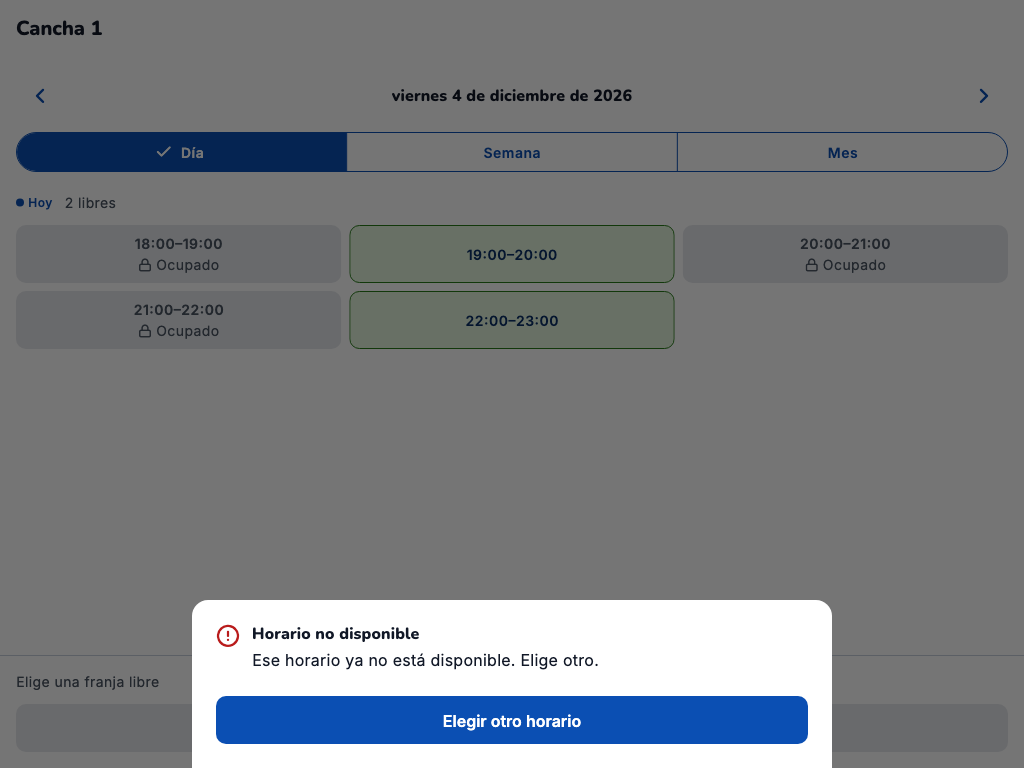 Cancha 1
viernes 4 de diciembre de 2026
Día
Semana
Mes
Hoy 2 libres
18:00–19:00
Ocupado
19:00–20:00
20:00–21:00
Ocupado
21:00–22:00
Ocupado
22:00–23:00
Elige una franja libre
Horario no disponible
Ese horario ya no está disponible. Elige otro.
Elegir otro horario